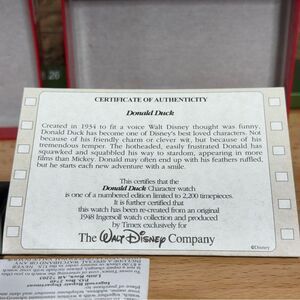 26
CERTIFICATE OF AUTHENTICITY
Donald Duck
Created in 1934 to fit a voice Walt Disney thought was funny,
Donald Duck has become one of Disney's best loved characters. Not
because of his friendly charm or clever wit, but because of his
tremendous temper. The hotheaded, easily frustrated Donald has
squawked and squabbled his way to stardom, appearing in more
films than Mickey. Donald may often end up with his feathers ruffled,
but he starts each new adventure with a smile.
This certifies that the
Donald Duck Character watch
is one of a numbered edition limited to 2,200 timepieces.
It is further certified that
this watch has been re-created from an original
1948 Ingersoll watch collection and produced
by Timex exclusively for
The Walt Disney Company
©Disney